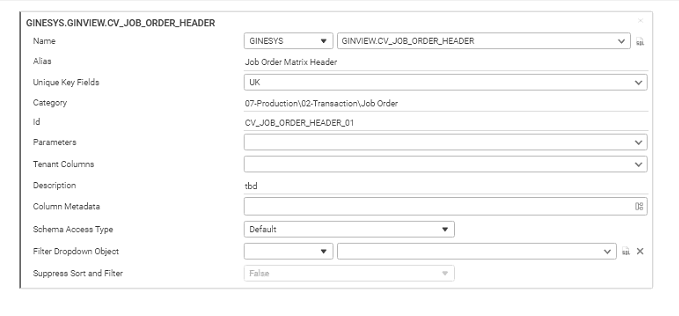 GINESYS.GINVIEW.CV_JOB_ORDER_HEADER
Name GINESYS GINVIEW.CV_JOB_ORDER_HEADER
Alias Job Order Matrix Header
Unique Key Fields UK
Category 07-Production\02-Transaction\Job Order
Id CV_JOB_ORDER_HEADER_01
Parameters
Tenant Columns
Description tbd
Column Metadata
Schema Access Type Default
Filter Dropdown Object
Suppress Sort and Filter False